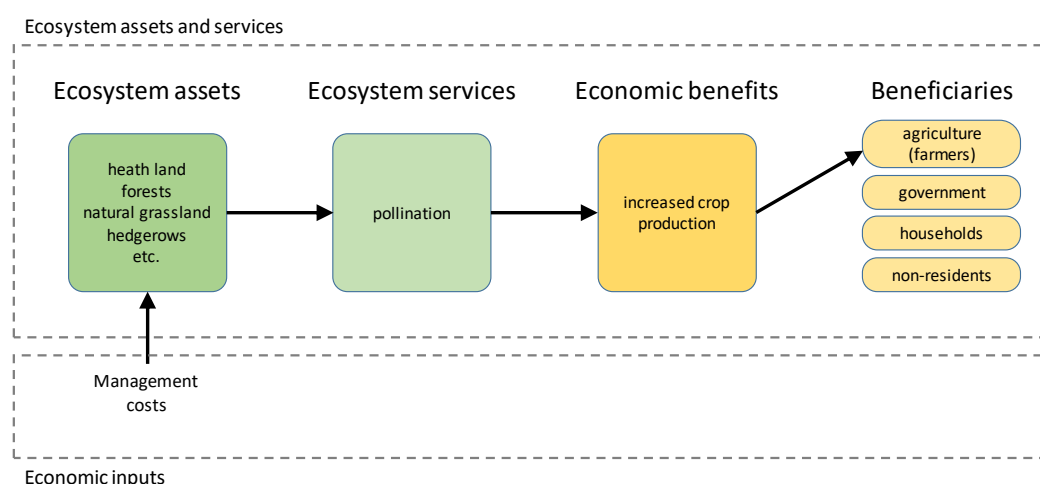 Ecosystem assets and services
Ecosystem assets
Ecosystem services
Economic benefits
Beneficiaries
heath land
forests
natural grassland
hedgerows
etc.
pollination
increased crop
production
agriculture
(farmers)
government
households
non-residents
Management
costs
Economic inputs